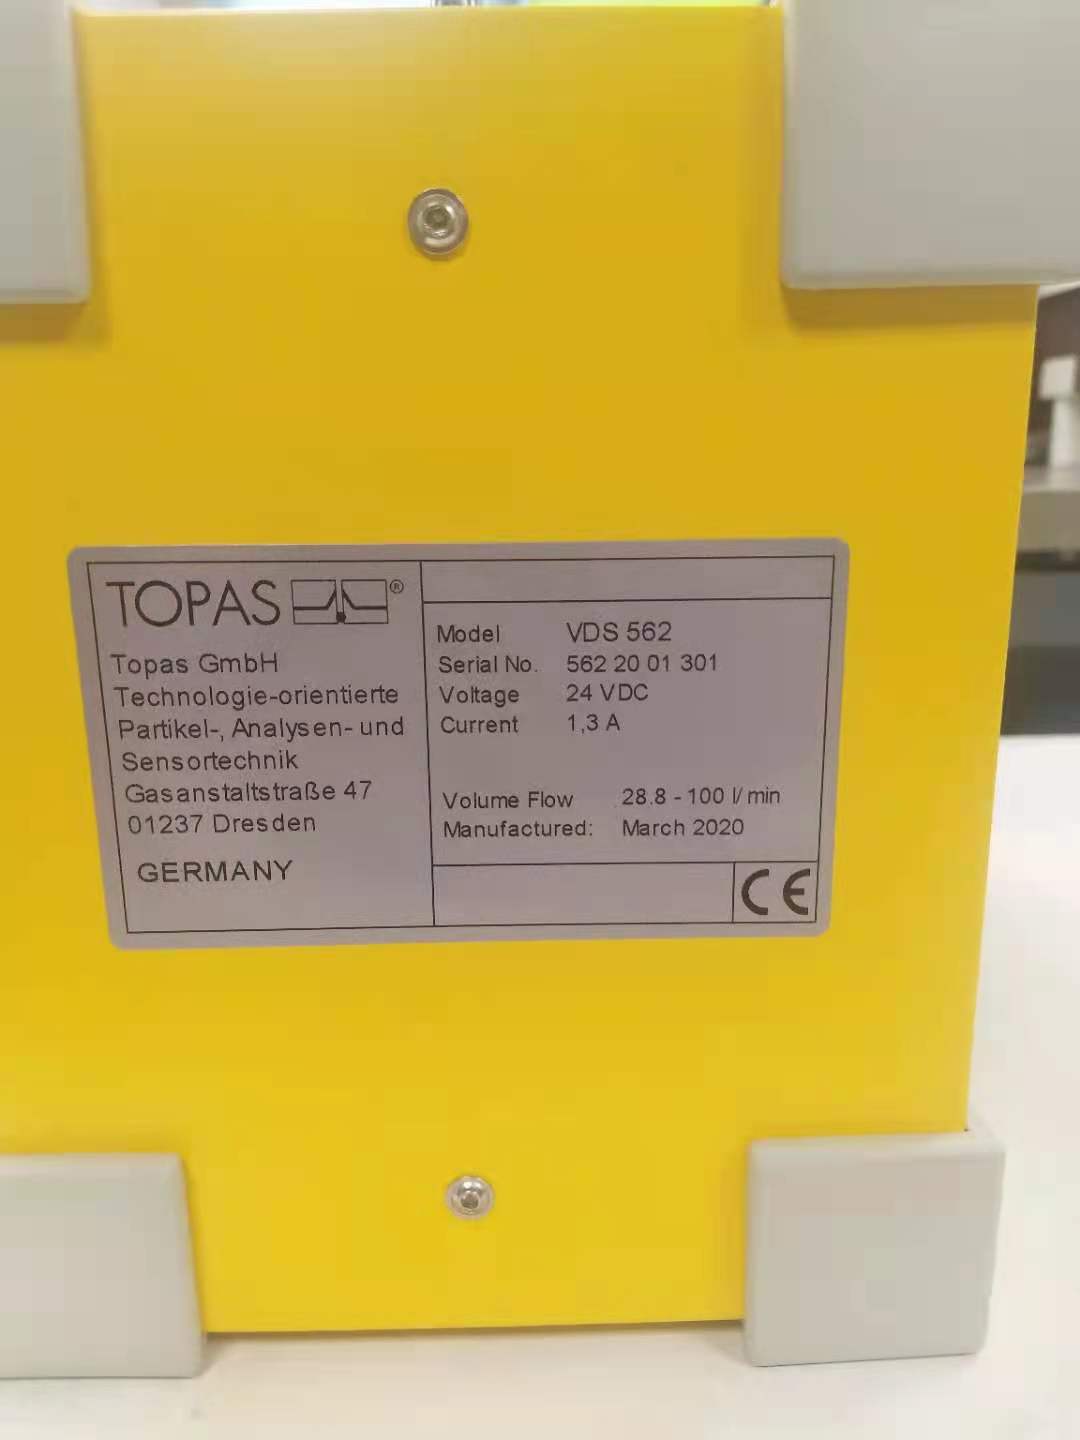 TOPAS ®
Topas GmbH
Technologie-orientierte
Partikel-, Analysen- und
Sensortechnik
Gasanstaltstraße 47
01237 Dresden
GERMANY
Model VDS 562
Serial No. 562 20 01 301
Voltage 24 VDC
Current 1,3 A
Volume Flow 28.8 - 100 l/min
Manufactured: March 2020
CE